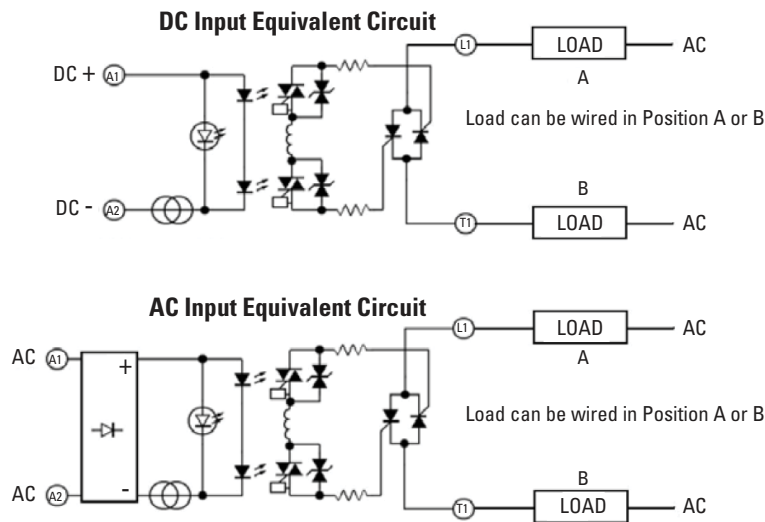 DC Input Equivalent Circuit
DC + A1
L1 LOAD AC
A
Load can be wired in Position A or B
B
DC - A2
T1 LOAD AC
AC Input Equivalent Circuit
L1 LOAD AC
A
AC A1
+
Load can be wired in Position A or B
B
AC A2
-
T1 LOAD AC